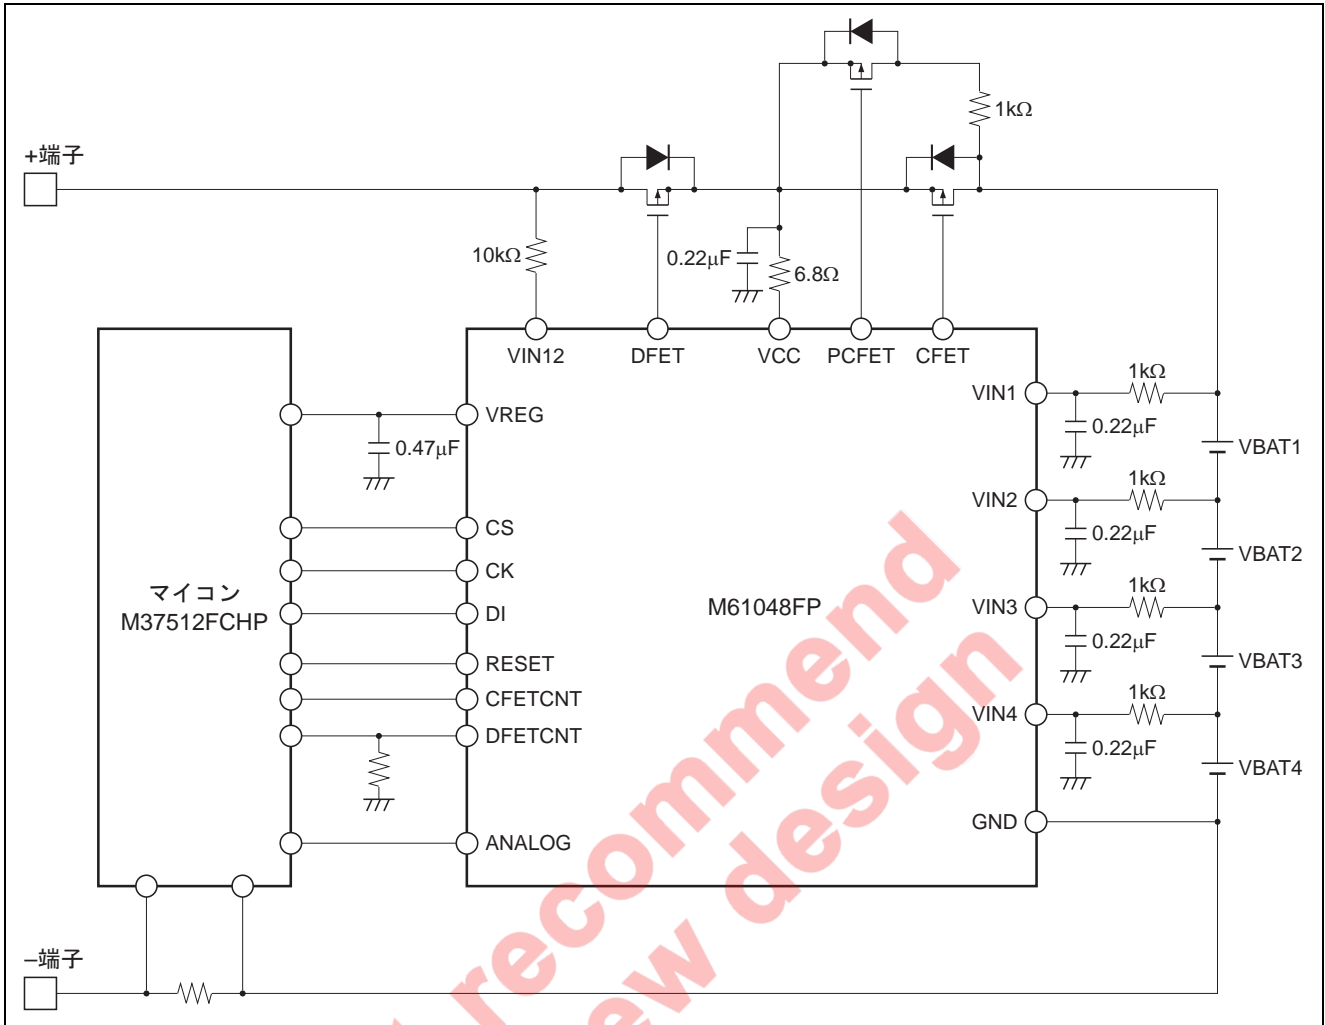 1kΩ
+端子
10kΩ
0.22μF
6.8Ω
VIN12
DFET
VCC
PCFET
CFET
VREG
0.47μF
CS
CK
DI
RESET
CFETCNT
DFETCNT
ANALOG
マイコン
M37512FCHP
M61048FP
VIN1
1kΩ
0.22μF
VBAT1
VIN2
1kΩ
0.22μF
VBAT2
VIN3
1kΩ
0.22μF
VBAT3
VIN4
1kΩ
0.22μF
VBAT4
GND
–端子
recommend
design